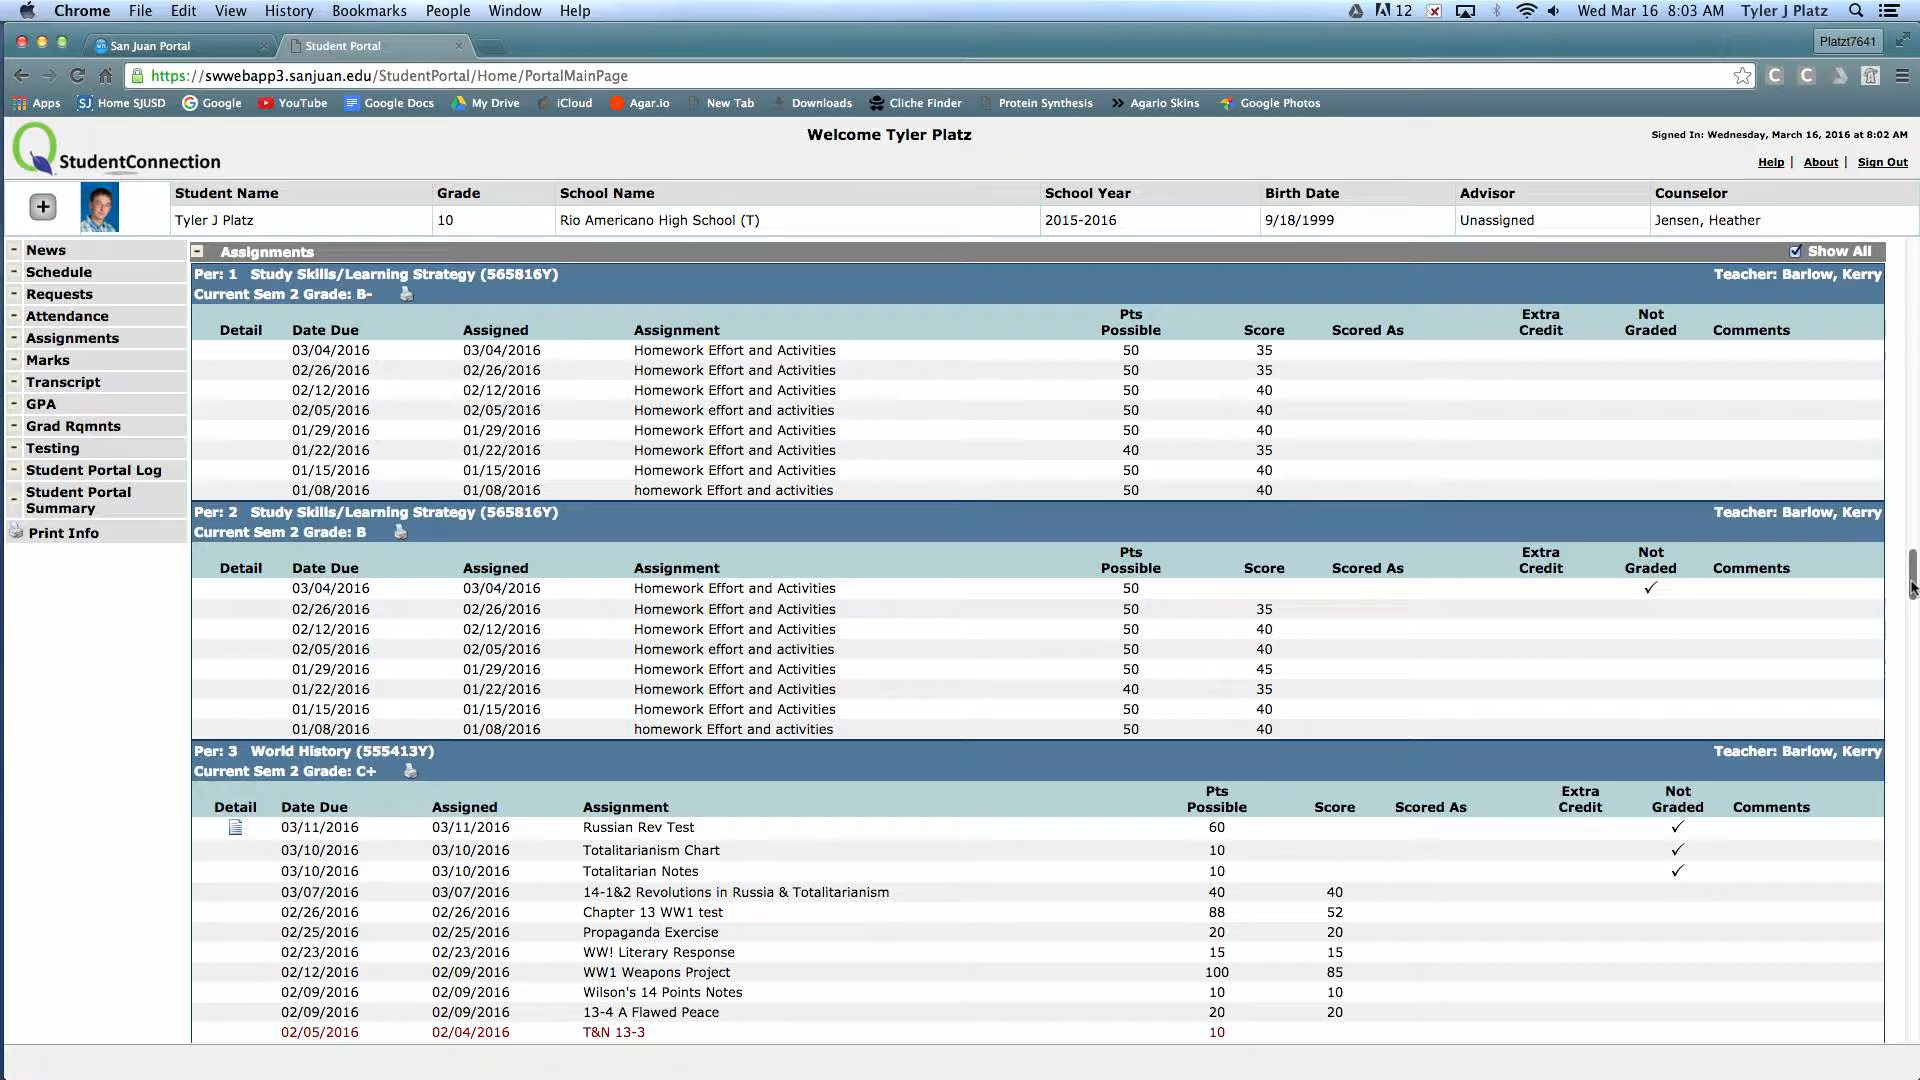 Chrome File Edit View History Bookmarks People Window Help 12 Wed Mar 16 8:03 AM Tyler J Platz
San Juan Portal Student Portal Platzt7641
https://swwebapp3.sanjuan.edu/StudentPortal/Home/PortalMainPage
Apps SJ Home SJUSD Google YouTube Google Docs My Drive iCloud Agar.io New Tab Downloads Cliche Finder Protein Synthesis Agario Skins Google Photos
StudentConnection
Welcome Tyler Platz
Signed In: Wednesday, March 16, 2016 at 8:02 AM
Help | About | Sign Out
Student Name Grade School Name School Year Birth Date Advisor Counselor
Tyler J Platz 10 Rio Americano High School (T) 2015-2016 9/18/1999 Unassigned Jensen, Heather
News
Schedule
Requests
Attendance
Assignments
Marks
Transcript
GPA
Grad Rqmnts
Testing
Student Portal Log
Student Portal
Summary
Print Info
Assignments Show All
Per: 1 Study Skills/Learning Strategy (565816Y) Teacher: Barlow, Kerry
Current Sem 2 Grade: B-
Detail Date Due Assigned Assignment Pts Possible Score Scored As Extra Credit Not Graded Comments
03/04/2016 03/04/2016 Homework Effort and Activities 50 35
02/26/2016 02/26/2016 Homework Effort and Activities 50 35
02/12/2016 02/12/2016 Homework Effort and Activities 50 40
02/05/2016 02/05/2016 Homework effort and activities 50 40
01/29/2016 01/29/2016 Homework Effort and Activities 50 40
01/22/2016 01/22/2016 Homework Effort and Activities 40 35
01/15/2016 01/15/2016 Homework Effort and Activities 50 40
01/08/2016 01/08/2016 homework Effort and activities 50 40
Per: 2 Study Skills/Learning Strategy (565816Y) Teacher: Barlow, Kerry
Current Sem 2 Grade: B
Detail Date Due Assigned Assignment Pts Possible Score Scored As Extra Credit Not Graded Comments
03/04/2016 03/04/2016 Homework Effort and Activities 50 ✓
02/26/2016 02/26/2016 Homework Effort and Activities 50 35
02/12/2016 02/12/2016 Homework Effort and Activities 50 40
02/05/2016 02/05/2016 Homework effort and activities 50 40
01/29/2016 01/29/2016 Homework Effort and Activities 50 45
01/22/2016 01/22/2016 Homework Effort and Activities 40 35
01/15/2016 01/15/2016 Homework Effort and Activities 50 40
01/08/2016 01/08/2016 homework Effort and activities 50 40
Per: 3 World History (555413Y) Teacher: Barlow, Kerry
Current Sem 2 Grade: C+
Detail Date Due Assigned Assignment Pts Possible Score Scored As Extra Credit Not Graded Comments
03/11/2016 03/11/2016 Russian Rev Test 60 ✓
03/10/2016 03/10/2016 Totalitarianism Chart 10 ✓
03/10/2016 03/10/2016 Totalitarian Notes 10 ✓
03/07/2016 03/07/2016 14-1&2 Revolutions in Russia & Totalitarianism 40 40
02/26/2016 02/26/2016 Chapter 13 WW1 test 88 52
02/25/2016 02/25/2016 Propaganda Exercise 20 20
02/23/2016 02/23/2016 WW! Literary Response 15 15
02/12/2016 02/09/2016 WW1 Weapons Project 100 85
02/09/2016 02/09/2016 Wilson's 14 Points Notes 10 10
02/09/2016 02/09/2016 13-4 A Flawed Peace 20 20
02/05/2016 02/04/2016 T&N 13-3 10